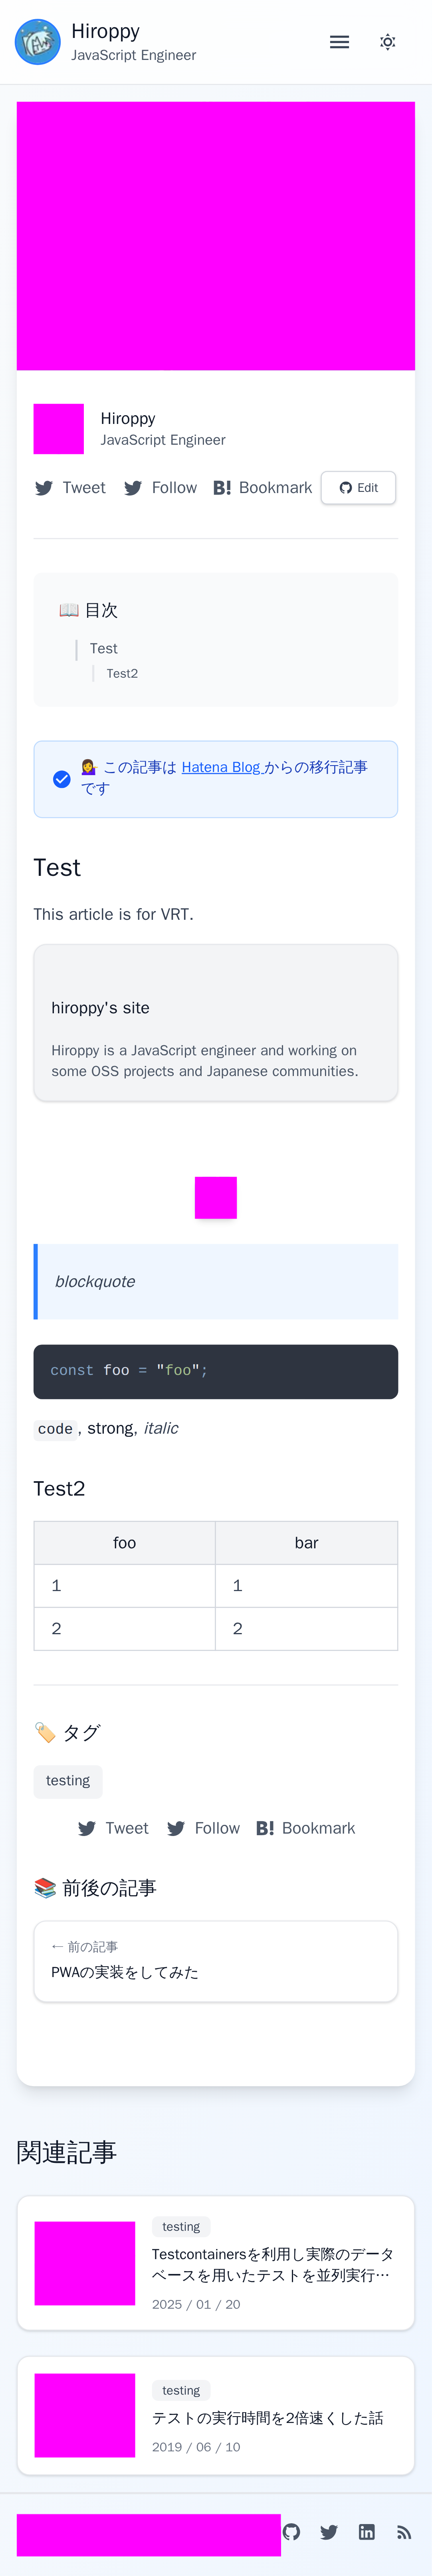 Hiroppy
JavaScript Engineer
Hiroppy
JavaScript Engineer
Tweet Follow B! Bookmark Edit
📖 目次
Test
Test2
💁‍♀️ この記事は Hatena Blog からの移行記事
です
Test
This article is for VRT.
hiroppy's site
Hiroppy is a JavaScript engineer and working on
some OSS projects and Japanese communities.
blockquote
const foo = "foo";
code, strong, italic
Test2
foo bar
1 1
2 2
🏷️ タグ
testing
Tweet Follow B! Bookmark
📚 前後の記事
← 前の記事
PWAの実装をしてみた
関連記事
testing
Testcontainersを利用し実際のデータ
ベースを用いたテストを並列実行…
2025 / 01 / 20
testing
テストの実行時間を2倍速くした話
2019 / 06 / 10